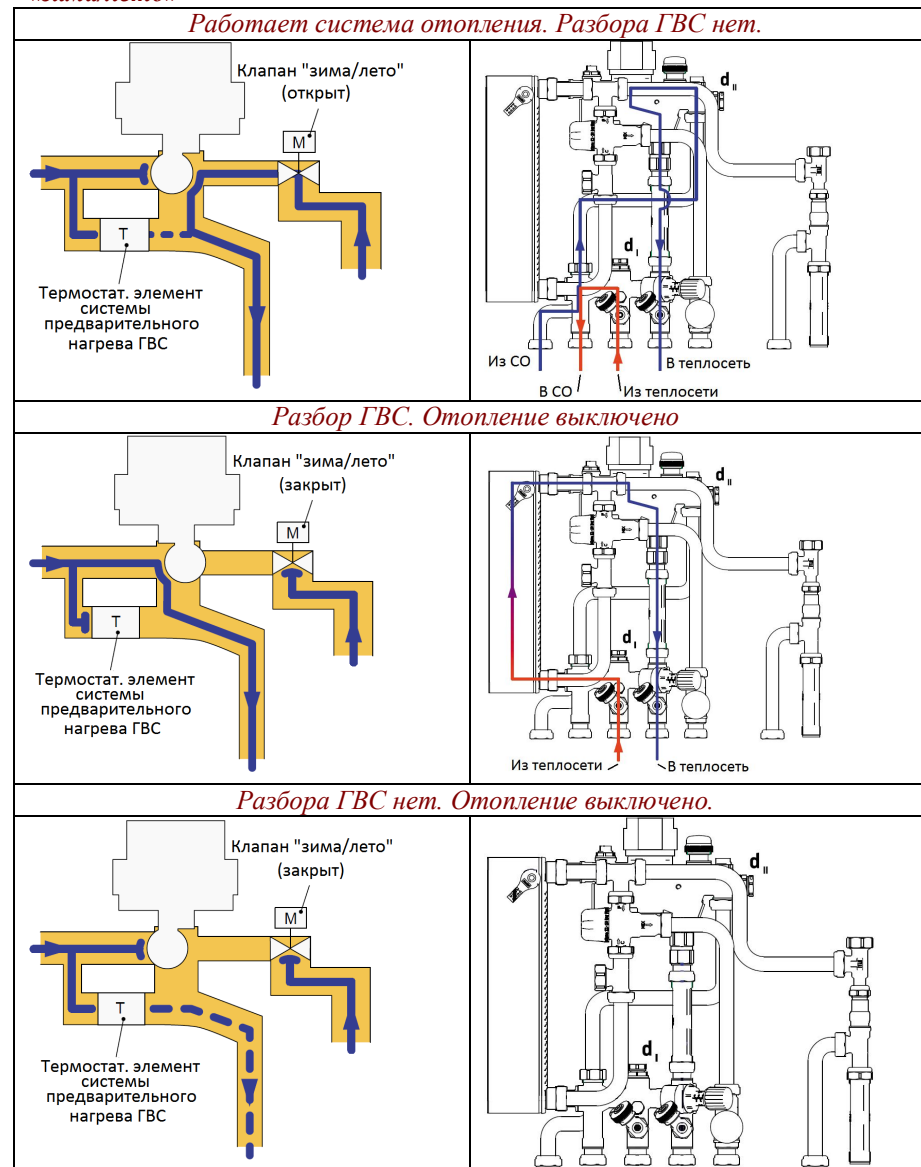 Работает система отопления. Разбора ГВС нет.
Клапан "зима/лето"
(открыт)
M
T
Термостат. элемент
системы
предварительного
нагрева ГВС
d II
d I
Из СО
В теплосеть
В СО
Из теплосети
Разбор ГВС. Отопление выключено
Клапан "зима/лето"
(закрыт)
M
T
Термостат. элемент
системы
предварительного
нагрева ГВС
d II
d I
Из теплосети
В теплосеть
Разбора ГВС нет. Отопление выключено.
Клапан "зима/лето"
(закрыт)
M
T
Термостат. элемент
системы
предварительного
нагрева ГВС
d II
d I